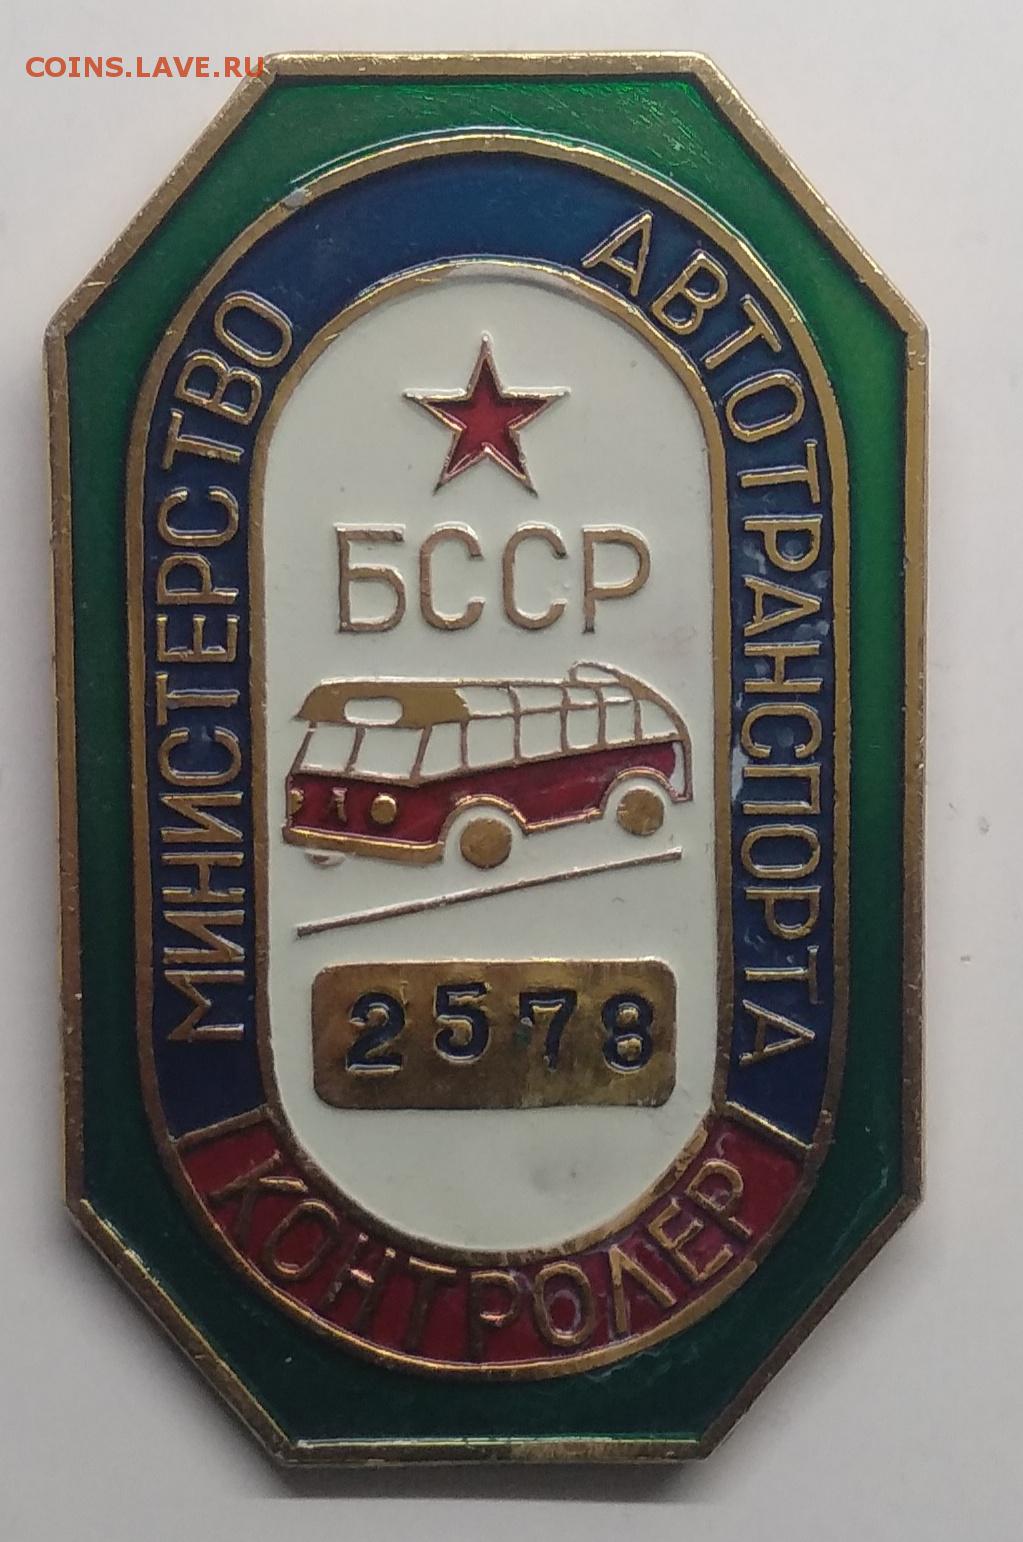 COINS.LAVE.RU
МИНИСТЕРСТВО АВТОТРАНСПОРТА
БССР
2578
КОНТРОЛЕР